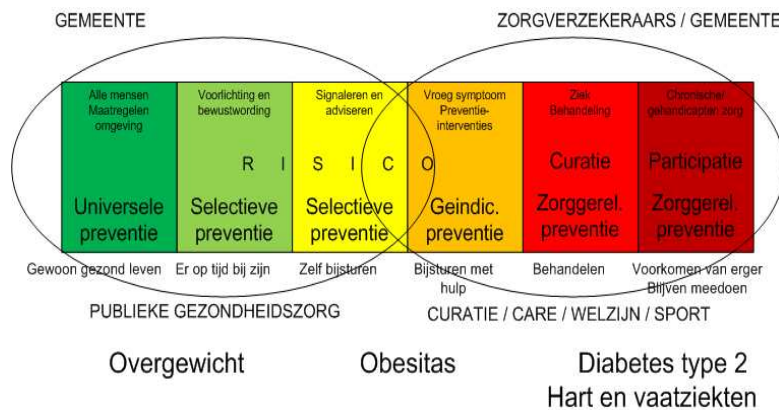 GEMEENTE
ZORGVERZEKERAARS / GEMEENTE
Alle mensen
Maatregelen
omgeving
Voorlichting en
bewustwording
Signaleren en
adviseren
Vroeg symptoom
Preventie-
interventies
Ziek
Behandeling
Chronische/
gehandicapten zorg
R I S I C O
Curatie
Participatie
Universele
preventie
Selectieve
preventie
Selectieve
preventie
Geindic.
preventie
Zorggerel.
preventie
Zorggerel.
preventie
Gewoon gezond leven
Er op tijd bij zijn
Zelf bijsturen
Bijsturen met
hulp
Behandelen
Voorkomen van erger
Blijven meedoen
PUBLIEKE GEZONDHEIDSZORG
CURATIE / CARE / WELZIJN / SPORT
Overgewicht
Obesitas
Diabetes type 2
Hart en vaatziekten